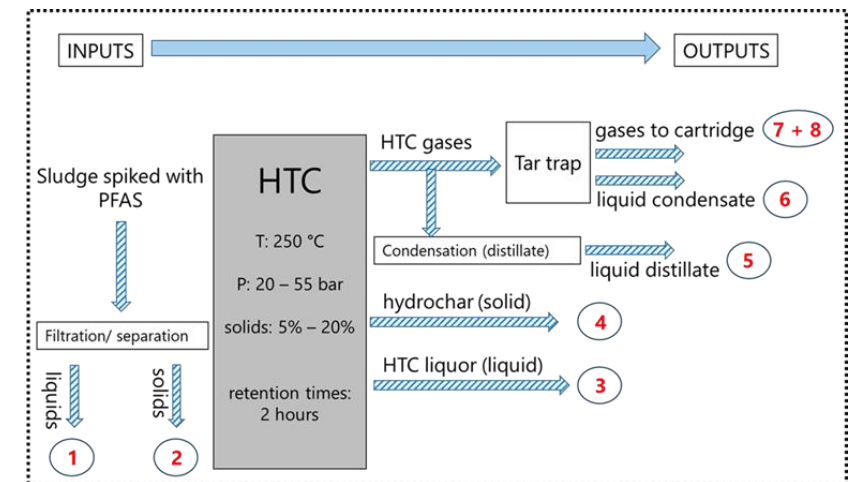 INPUTS
OUTPUTS
Sludge spiked with
PFAS
Filtration/ separation
liquids
solids
1
2
HTC
T: 250 °C
P: 20 – 55 bar
solids: 5% – 20%
retention times:
2 hours
HTC gases
Tar trap
gases to cartridge
7 + 8
liquid condensate
6
Condensation (distillate)
liquid distillate
5
hydrochar (solid)
4
HTC liquor (liquid)
3